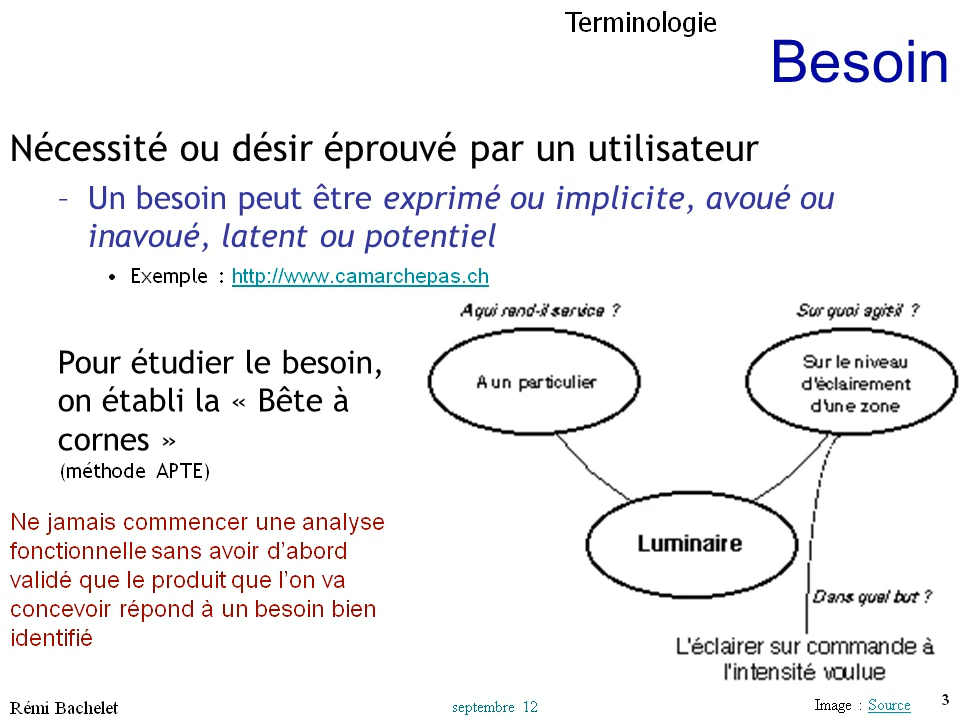 Terminologie
Besoin
Nécessité ou désir éprouvé par un utilisateur
– Un besoin peut être exprimé ou implicite, avoué ou
inavoué, latent ou potentiel
• Exemple : http://www.camarchepas.ch
A qui rend-il service ?
Sur quoi agit-il ?
Pour étudier le besoin,
on établi la « Bête à
cornes »
(méthode APTE)
A un particulier
Sur le niveau
d'éclairement
d'une zone
Ne jamais commencer une analyse
fonctionnelle sans avoir d’abord
validé que le produit que l’on va
concevoir répond à un besoin bien
identifié
Luminaire
Dans quel but ?
L'éclairer sur commande à
l'intensité voulue
Rémi Bachelet
septembre 12
Image : Source
3